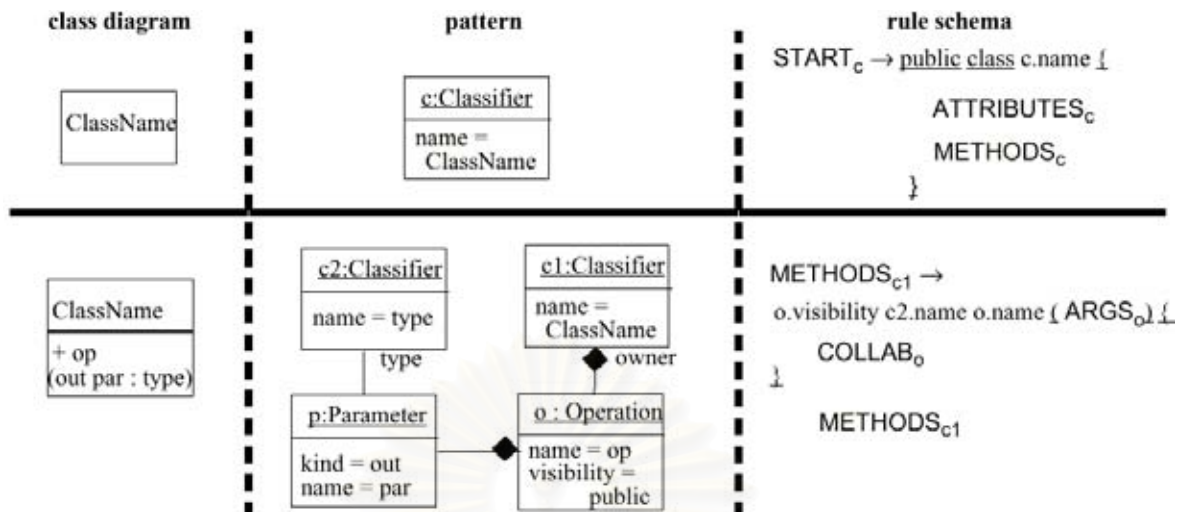 class diagram
pattern
rule schema
ClassName
c:Classifier
name =
ClassName
START_c → public class c.name {
ATTRIBUTES_c
METHODS_c
}
ClassName
+ op
(out par : type)
c2:Classifier
name = type
type
c1:Classifier
name =
ClassName
owner
p:Parameter
kind = out
name = par
o : Operation
name = op
visibility =
public
METHODS_c1 →
o.visibility c2.name o.name ( ARGS_o) {
COLLAB_o
}
METHODS_c1